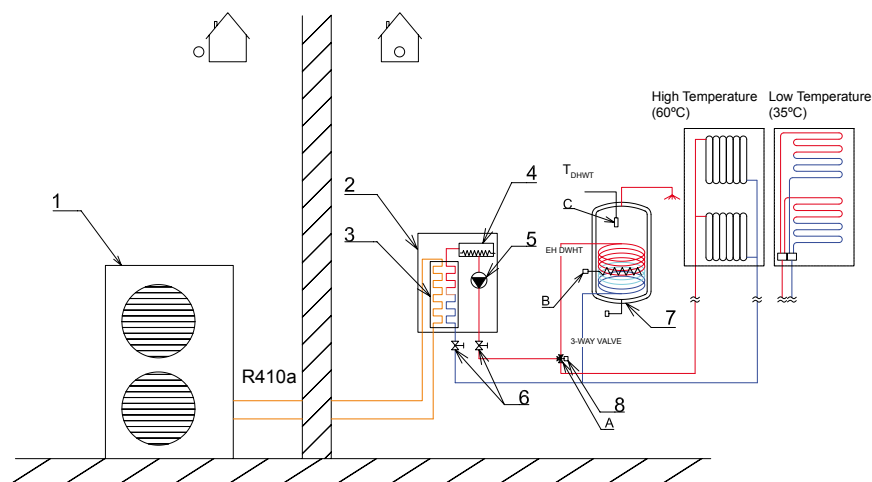 High Temperature
(60ºC)
Low Temperature
(35ºC)
1
2
3
4
5
T DHWT
C
EH DWHT
B
7
3-WAY VALVE
R410a
6
8
A